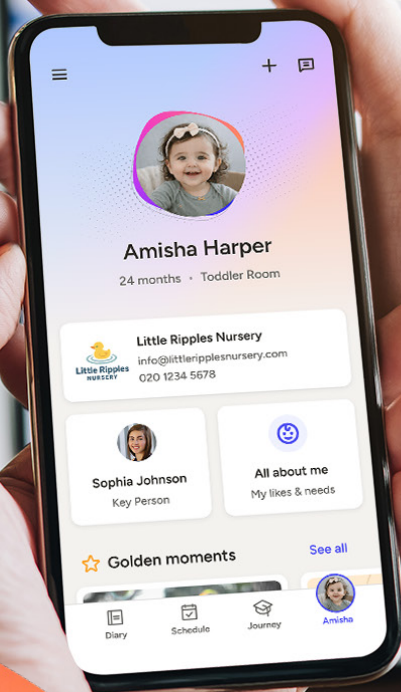 Amisha Harper
24 months • Toddler Room
Little Ripples
NURSERY
Little Ripples Nursery
info@littleripplesnursery.com
020 1234 5678
Sophia Johnson
Key Person
All about me
My likes & needs
Golden moments
See all
Diary
Schedule
Journey
Amisha